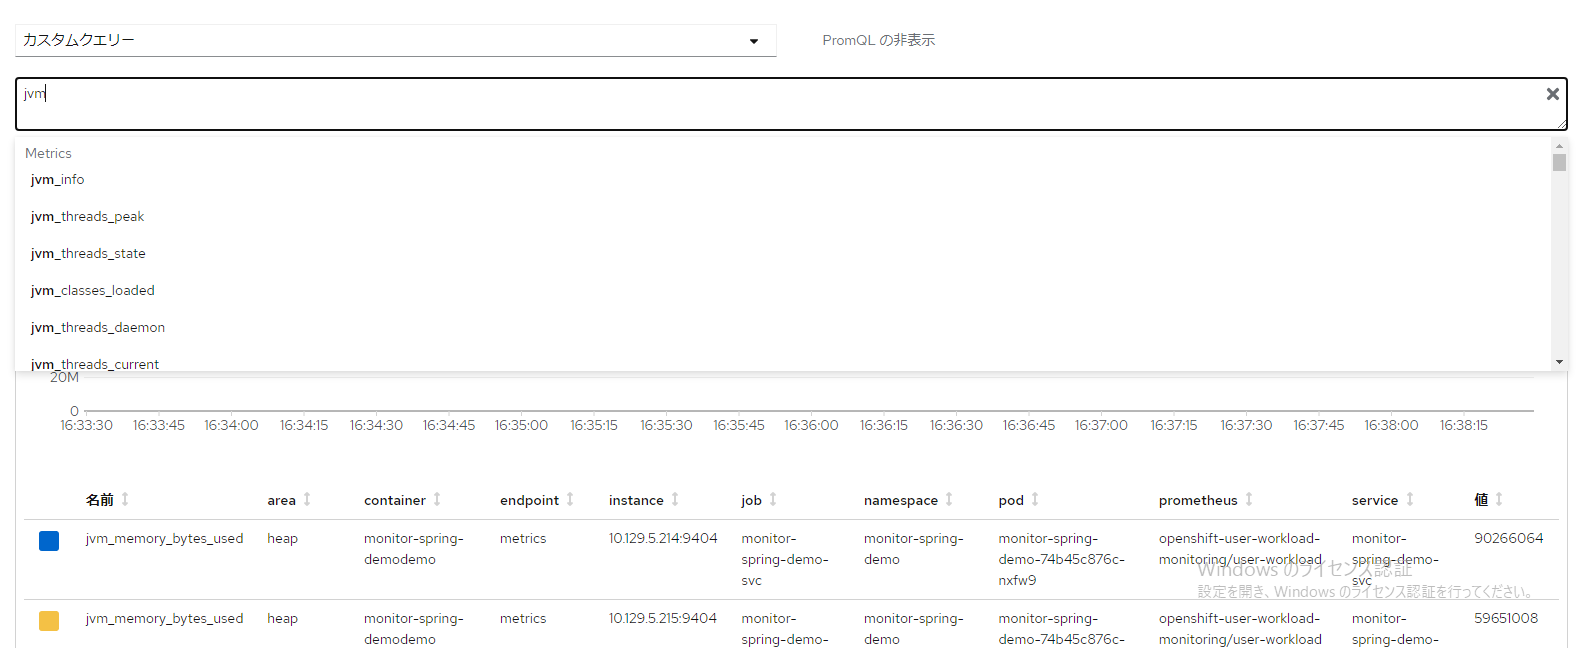 カスタムクエリー PromQL の非表示
jvm
Metrics
jvm_info
jvm_threads_peak
jvm_threads_state
jvm_classes_loaded
jvm_threads_daemon
jvm_threads_current
20M
0
16:33:30 16:33:45 16:34:00 16:34:15 16:34:30 16:34:45 16:35:00 16:35:15 16:35:30 16:35:45 16:36:00 16:36:15 16:36:30 16:36:45 16:37:00 16:37:15 16:37:30 16:37:45 16:38:00 16:38:15
名前 area container endpoint instance job namespace pod prometheus service 値
jvm_memory_bytes_used heap monitor-spring- metrics 10.129.5.214:9404 monitor- monitor-spring- monitor-spring- openshift-user-workload- monitor- 90266064
demodemo spring-demo- demo demo-74b45c876c- monitoring/user-workload spring-demo-
svc nxfw9 svc
Windows のライセンス認証
設定を開き、Windows のライセンス認証を行ってください。
jvm_memory_bytes_used heap monitor-spring- metrics 10.129.5.215:9404 monitor- monitor-spring- monitor-spring- openshift-user-workload- monitor- 59651008
demodemo spring-demo- demo demo-74b45c876c- monitoring/user-workload spring-demo-